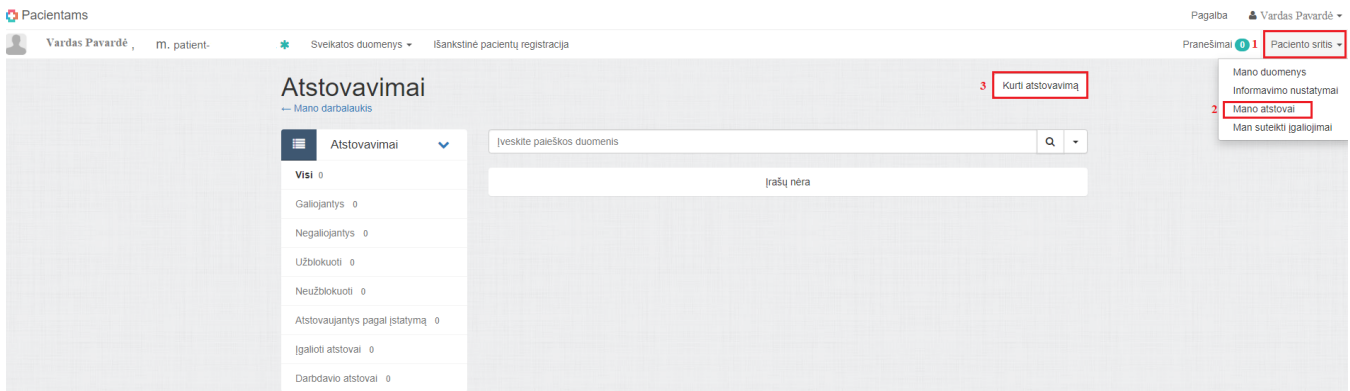 Pacientams
Pagalba Vardas Pavardė
Vardas Pavardė , m. patient- Sveikatos duomenys Išankstinė pacientų registracija Pranešimai 0 1 Paciento sritis
Mano duomenys
Informavimo nustatymai
2 Mano atstovai
Man suteikti įgaliojimai
Atstovavimai
← Mano darbalaukis
3 Kurti atstovavimą
Atstovavimai
Įveskite paieškos duomenis
Įrašų nėra
Visi 0
Galiojantys 0
Negaliojantys 0
Užblokuoti 0
Neužblokuoti 0
Atstovaujantys pagal įstatymą 0
Įgalioti atstovai 0
Darbdavio atstovai 0